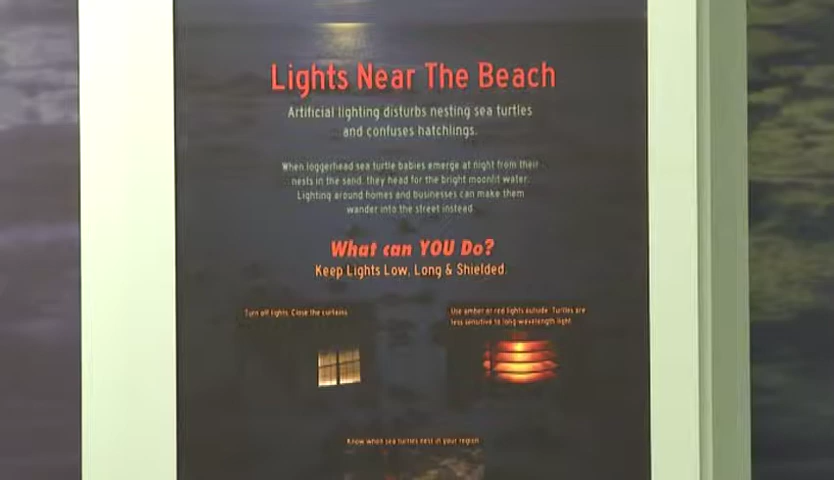 Lights Near The Beach
Artificial lighting disturbs nesting sea turtles
and confuses hatchlings.
When loggerhead sea turtle babies emerge at night from their
nests in the sand, they head for the bright moonlit water.
Lighting around homes and businesses can make them
wander into the street instead.
What can YOU Do?
Keep Lights Low, Long & Shielded.
Turn off lights. Close the curtains.
Use amber or red lights outside. Turtles are
less sensitive to long wavelength light.
Know when sea turtles nest in your region.